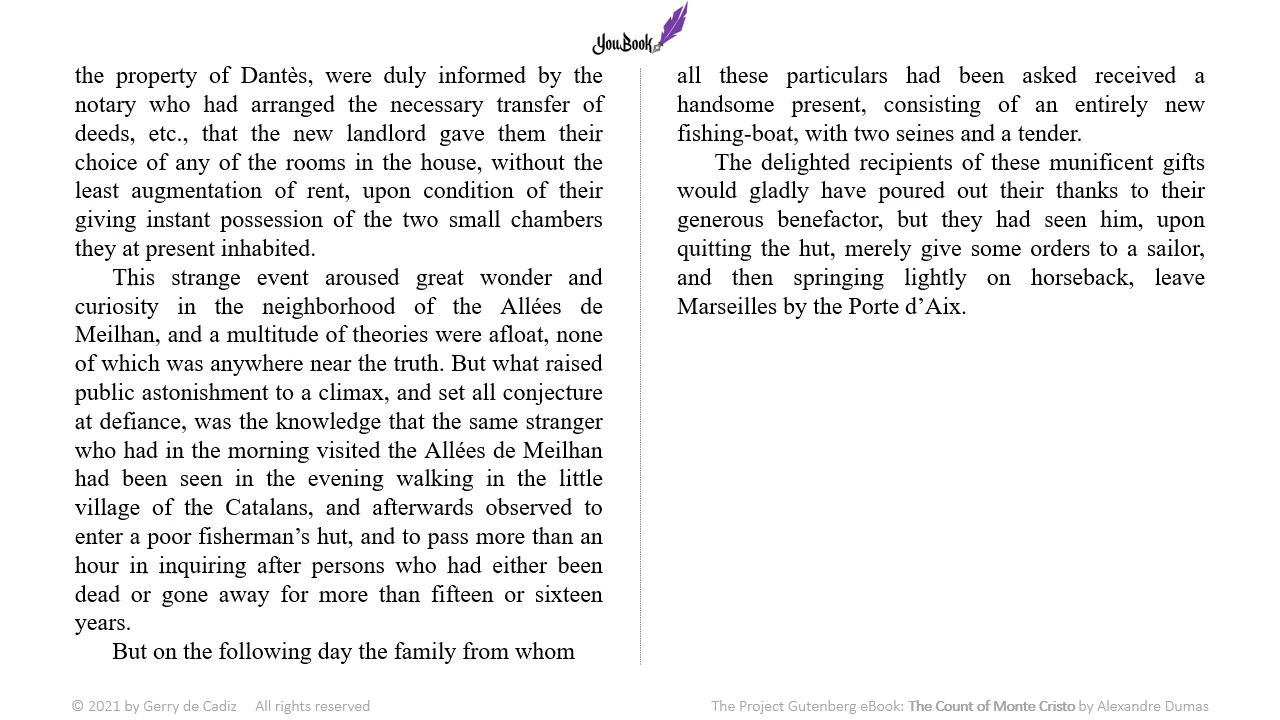 YouBook
the property of Dantès, were duly informed by the
notary who had arranged the necessary transfer of
deeds, etc., that the new landlord gave them their
choice of any of the rooms in the house, without the
least augmentation of rent, upon condition of their
giving instant possession of the two small chambers
they at present inhabited.
This strange event aroused great wonder and
curiosity in the neighborhood of the Allées de
Meilhan, and a multitude of theories were afloat, none
of which was anywhere near the truth. But what raised
public astonishment to a climax, and set all conjecture
at defiance, was the knowledge that the same stranger
who had in the morning visited the Allées de Meilhan
had been seen in the evening walking in the little
village of the Catalans, and afterwards observed to
enter a poor fisherman’s hut, and to pass more than an
hour in inquiring after persons who had either been
dead or gone away for more than fifteen or sixteen
years.
But on the following day the family from whom
all these particulars had been asked received a
handsome present, consisting of an entirely new
fishing-boat, with two seines and a tender.
The delighted recipients of these munificent gifts
would gladly have poured out their thanks to their
generous benefactor, but they had seen him, upon
quitting the hut, merely give some orders to a sailor,
and then springing lightly on horseback, leave
Marseilles by the Porte d’Aix.
© 2021 by Gerry de Cadiz All rights reserved
The Project Gutenberg eBook: The Count of Monte Cristo by Alexandre Dumas